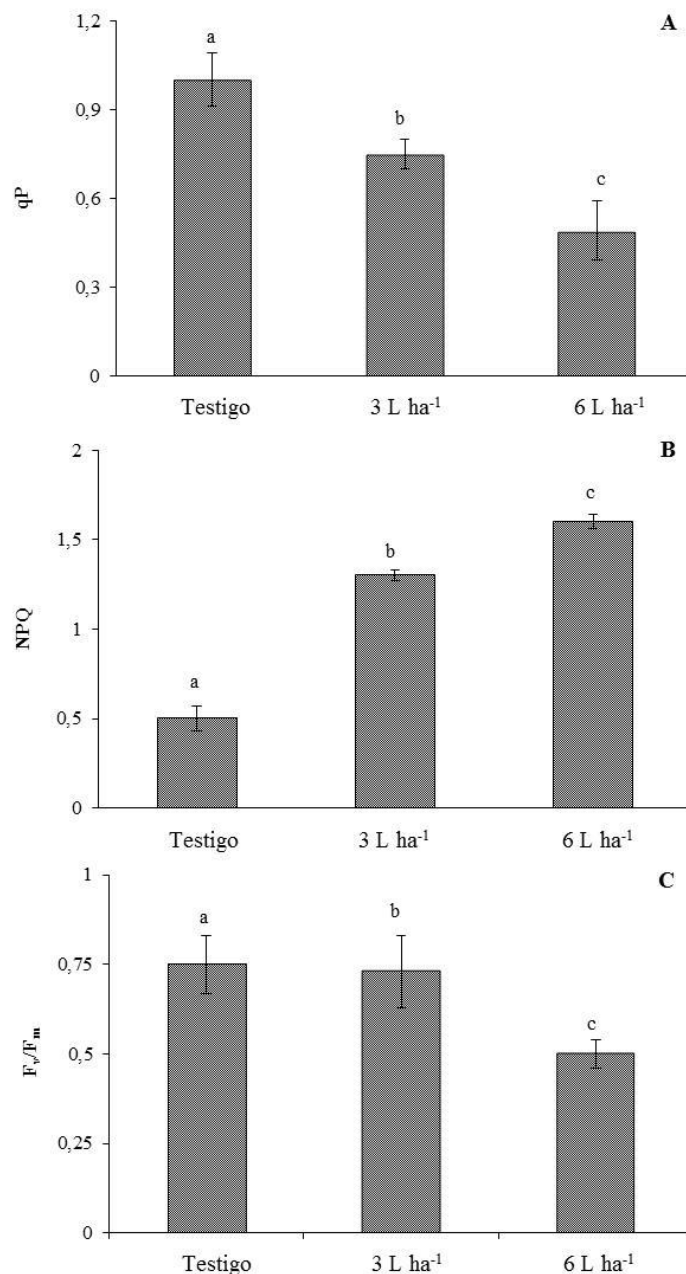 A
1,2
a
0,9
b
qP
0,6
c
0,3
0
Testigo 3 L ha⁻¹ 6 L ha⁻¹
B
2
c
1,5
b
NPQ
1
a
0,5
0
Testigo 3 L ha⁻¹ 6 L ha⁻¹
C
1
a b
0,75
c
Fv/Fm
0,5
0,25
0
Testigo 3 L ha⁻¹ 6 L ha⁻¹